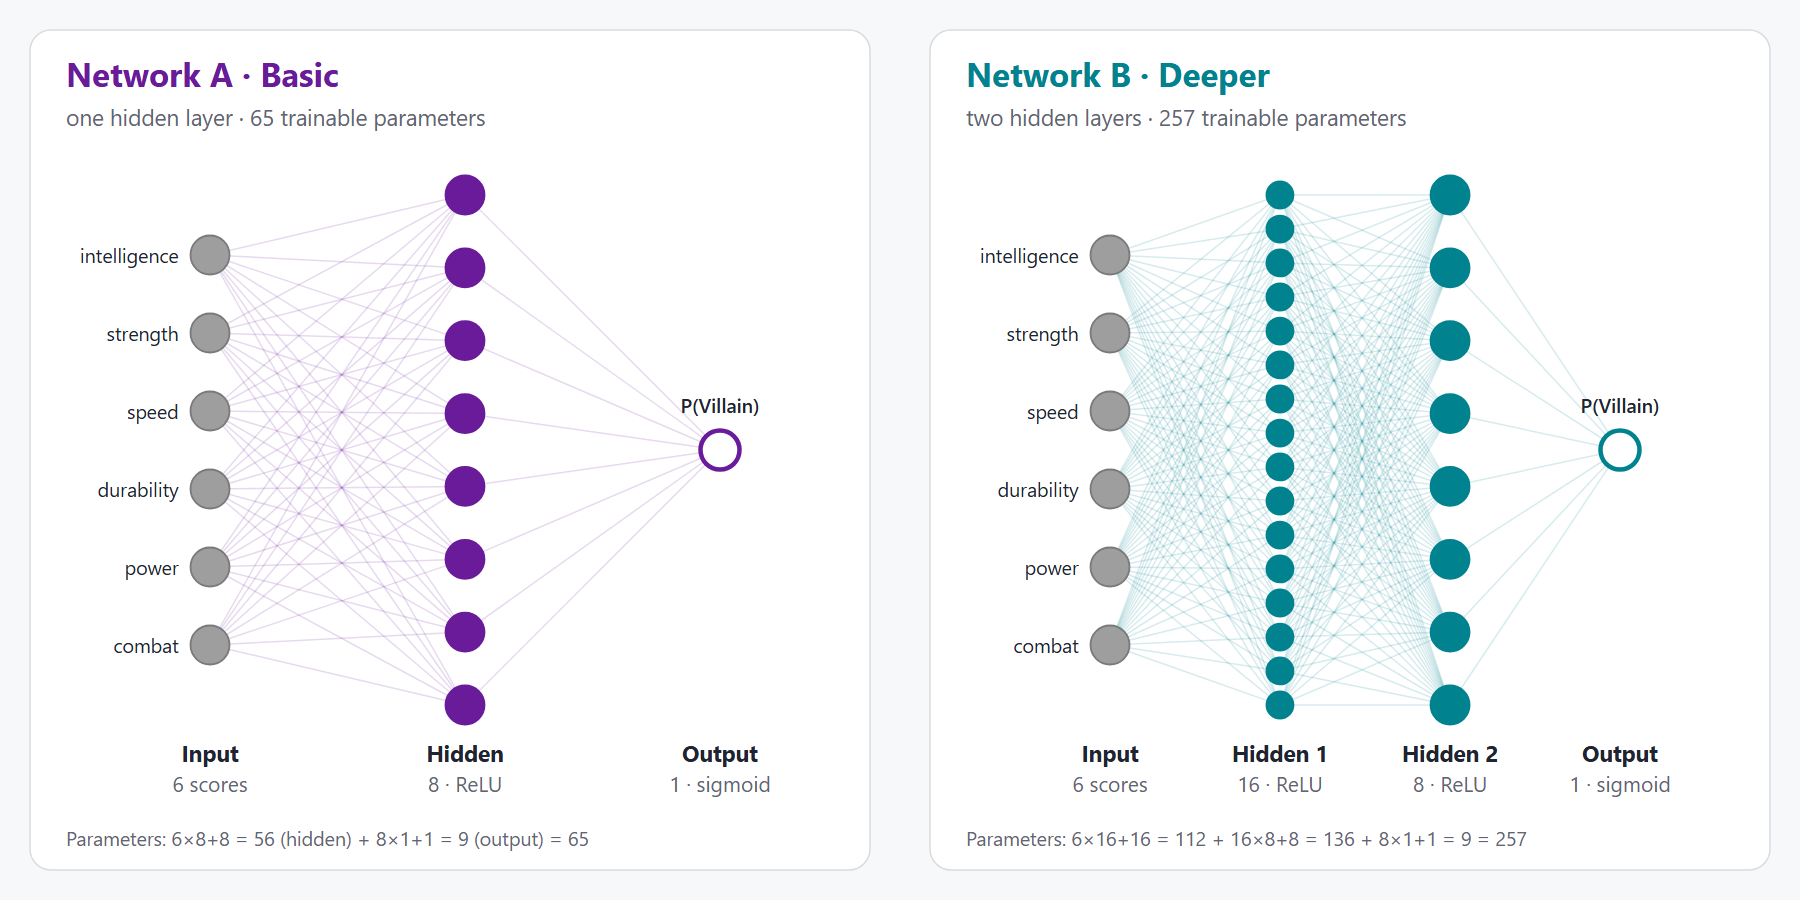 Network A · Basic
one hidden layer · 65 trainable parameters
intelligence
strength
speed
durability
power
combat
P(Villain)
Input
6 scores
Hidden
8 · ReLU
Output
1 · sigmoid
Parameters: 6×8+8 = 56 (hidden) + 8×1+1 = 9 (output) = 65
Network B · Deeper
two hidden layers · 257 trainable parameters
intelligence
strength
speed
durability
power
combat
P(Villain)
Input
6 scores
Hidden 1
16 · ReLU
Hidden 2
8 · ReLU
Output
1 · sigmoid
Parameters: 6×16+16 = 112 + 16×8+8 = 136 + 8×1+1 = 9 = 257